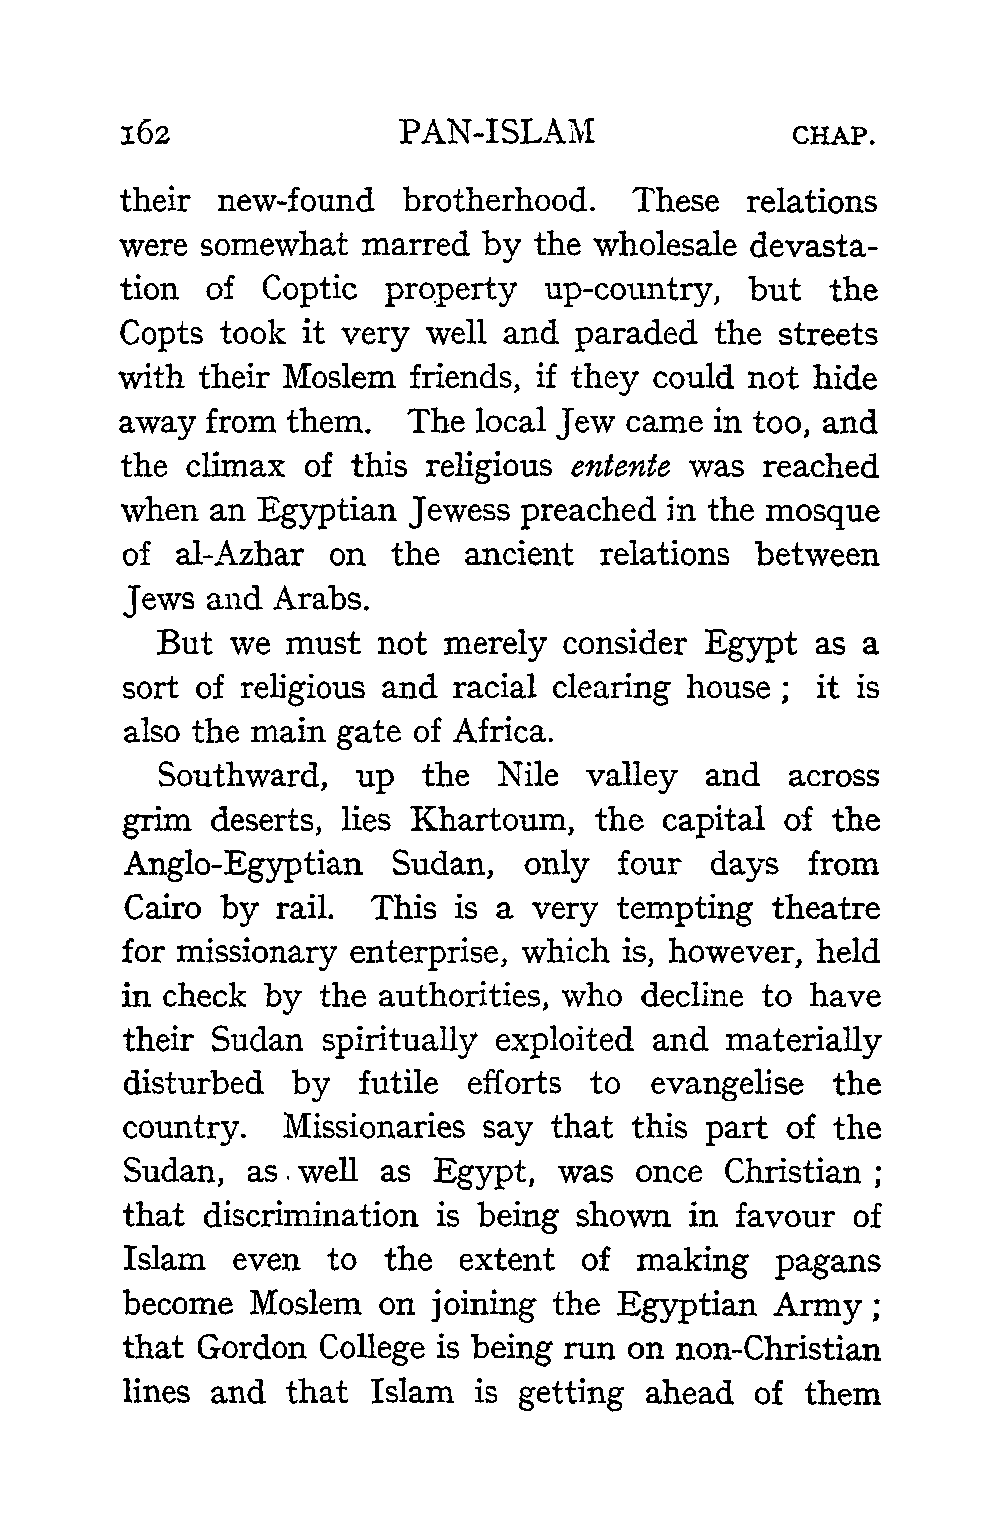 162 PAN-ISLAM CHAP.
their new-found brotherhood. These relations
were somewhat marred by the wholesale devasta-
tion of Coptic property up-country, but the
Copts took it very well and paraded the streets
with their Moslem friends, if they could not hide
away from them. The local Jew came in too, and
the climax of this religious entente was reached
when an Egyptian Jewess preached in the mosque
of al-Azhar on the ancient relations between
Jews and Arabs.
But we must not merely consider Egypt as a
sort of religious and racial clearing house ; it is
also the main gate of Africa.
Southward, up the Nile valley and across
grim deserts, lies Khartoum, the capital of the
Anglo-Egyptian Sudan, only four days from
Cairo by rail. This is a very tempting theatre
for missionary enterprise, which is, however, held
in check by the authorities, who decline to have
their Sudan spiritually exploited and materially
disturbed by futile efforts to evangelise the
country. Missionaries say that this part of the
Sudan, as well as Egypt, was once Christian ;
that discrimination is being shown in favour of
Islam even to the extent of making pagans
become Moslem on joining the Egyptian Army ;
that Gordon College is being run on non-Christian
lines and that Islam is getting ahead of them